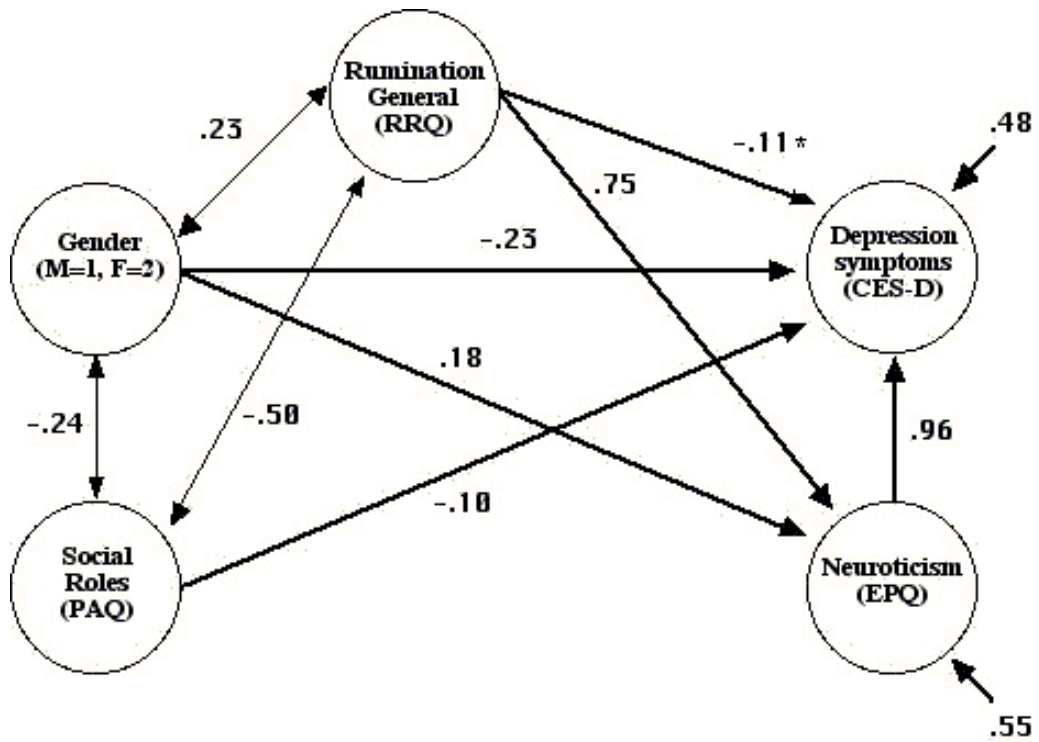 Rumination
General
(RRQ)
.23
-.11*
.48
.75
Gender
(M=1, F=2)
-.23
Depression
symptoms
(CES-D)
.18
-.24
-.50
.96
-.10
Social
Roles
(PAQ)
Neuroticism
(EPQ)
.55